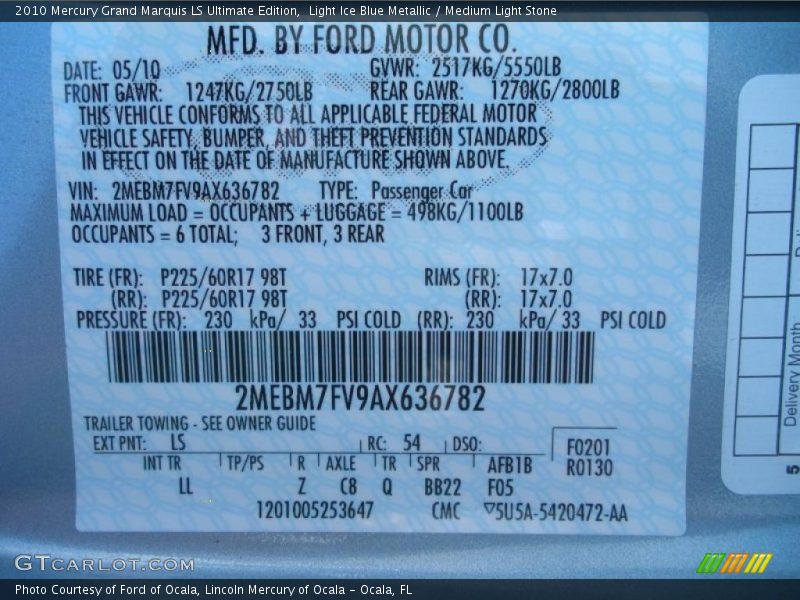 2010 Mercury Grand Marquis LS Ultimate Edition, Light Ice Blue Metallic / Medium Light Stone
MFD. BY FORD MOTOR CO.
DATE: 05/10 GVWR: 2517KG/5550LB
FRONT GAWR: 1247KG/2750LB REAR GAWR: 1270KG/2800LB
THIS VEHICLE CONFORMS TO ALL APPLICABLE FEDERAL MOTOR
VEHICLE SAFETY, BUMPER, AND THEFT PREVENTION STANDARDS
IN EFFECT ON THE DATE OF MANUFACTURE SHOWN ABOVE.
VIN: 2MEBM7FV9AX636782 TYPE: Passenger Car
MAXIMUM LOAD = OCCUPANTS + LUGGAGE = 498KG/1100LB
OCCUPANTS = 6 TOTAL; 3 FRONT, 3 REAR
TIRE (FR): P225/60R17 98T RIMS (FR): 17x7.0
(RR): P225/60R17 98T (RR): 17x7.0
PRESSURE (FR): 230 kPa/ 33 PSI COLD (RR): 230 kPa/ 33 PSI COLD
2MEBM7FV9AX636782
TRAILER TOWING - SEE OWNER GUIDE
EXT PNT: LS RC: 54 DSO: F0201
R0130
INT TR TP/PS R AXLE TR SPR AFB1B
LL Z C8 Q BB22 F05
1201005253647 CMC ▽5U5A-5420472-AA
Delivery Month
5
GTCARLOT.COM
Photo Courtesy of Ford of Ocala, Lincoln Mercury of Ocala - Ocala, FL